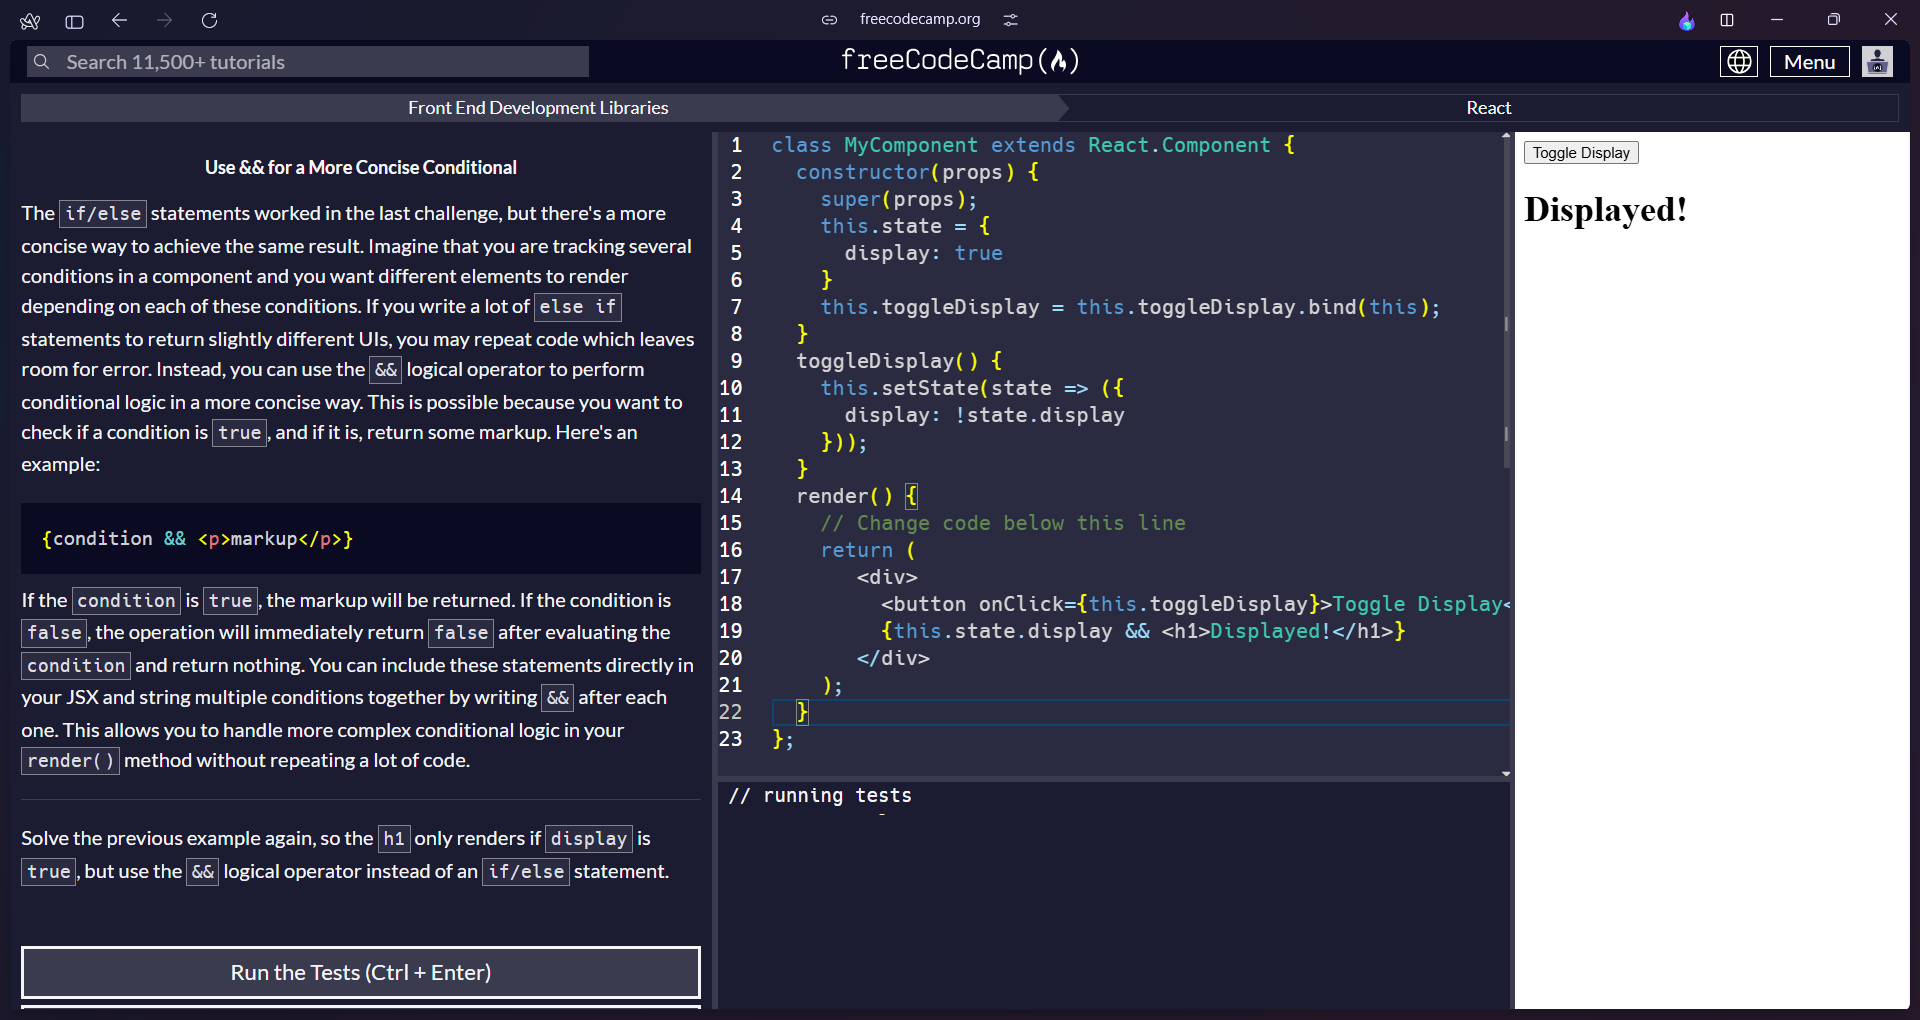 freecodecamp.org
Search 11,500+ tutorials
freeCodeCamp(🔥)
Menu
Front End Development Libraries
React
Use && for a More Concise Conditional
The if/else statements worked in the last challenge, but there's a more
concise way to achieve the same result. Imagine that you are tracking several
conditions in a component and you want different elements to render
depending on each of these conditions. If you write a lot of else if
statements to return slightly different UIs, you may repeat code which leaves
room for error. Instead, you can use the && logical operator to perform
conditional logic in a more concise way. This is possible because you want to
check if a condition is true, and if it is, return some markup. Here's an
example:
{condition && <p>markup</p>}
If the condition is true, the markup will be returned. If the condition is
false, the operation will immediately return false after evaluating the
condition and return nothing. You can include these statements directly in
your JSX and string multiple conditions together by writing && after each
one. This allows you to handle more complex conditional logic in your
render() method without repeating a lot of code.
Solve the previous example again, so the h1 only renders if display is
true, but use the && logical operator instead of an if/else statement.
Run the Tests (Ctrl + Enter)
1 class MyComponent extends React.Component {
2 constructor(props) {
3 super(props);
4 this.state = {
5 display: true
6 }
7 this.toggleDisplay = this.toggleDisplay.bind(this);
8 }
9 toggleDisplay() {
10 this.setState(state => ({
11 display: !state.display
12 }));
13 }
14 render() {
15 // Change code below this line
16 return (
17 <div>
18 <button onClick={this.toggleDisplay}>Toggle Display<
19 {this.state.display && <h1>Displayed!</h1>}
20 </div>
21 );
22 }
23 };
// running tests
Toggle Display
Displayed!